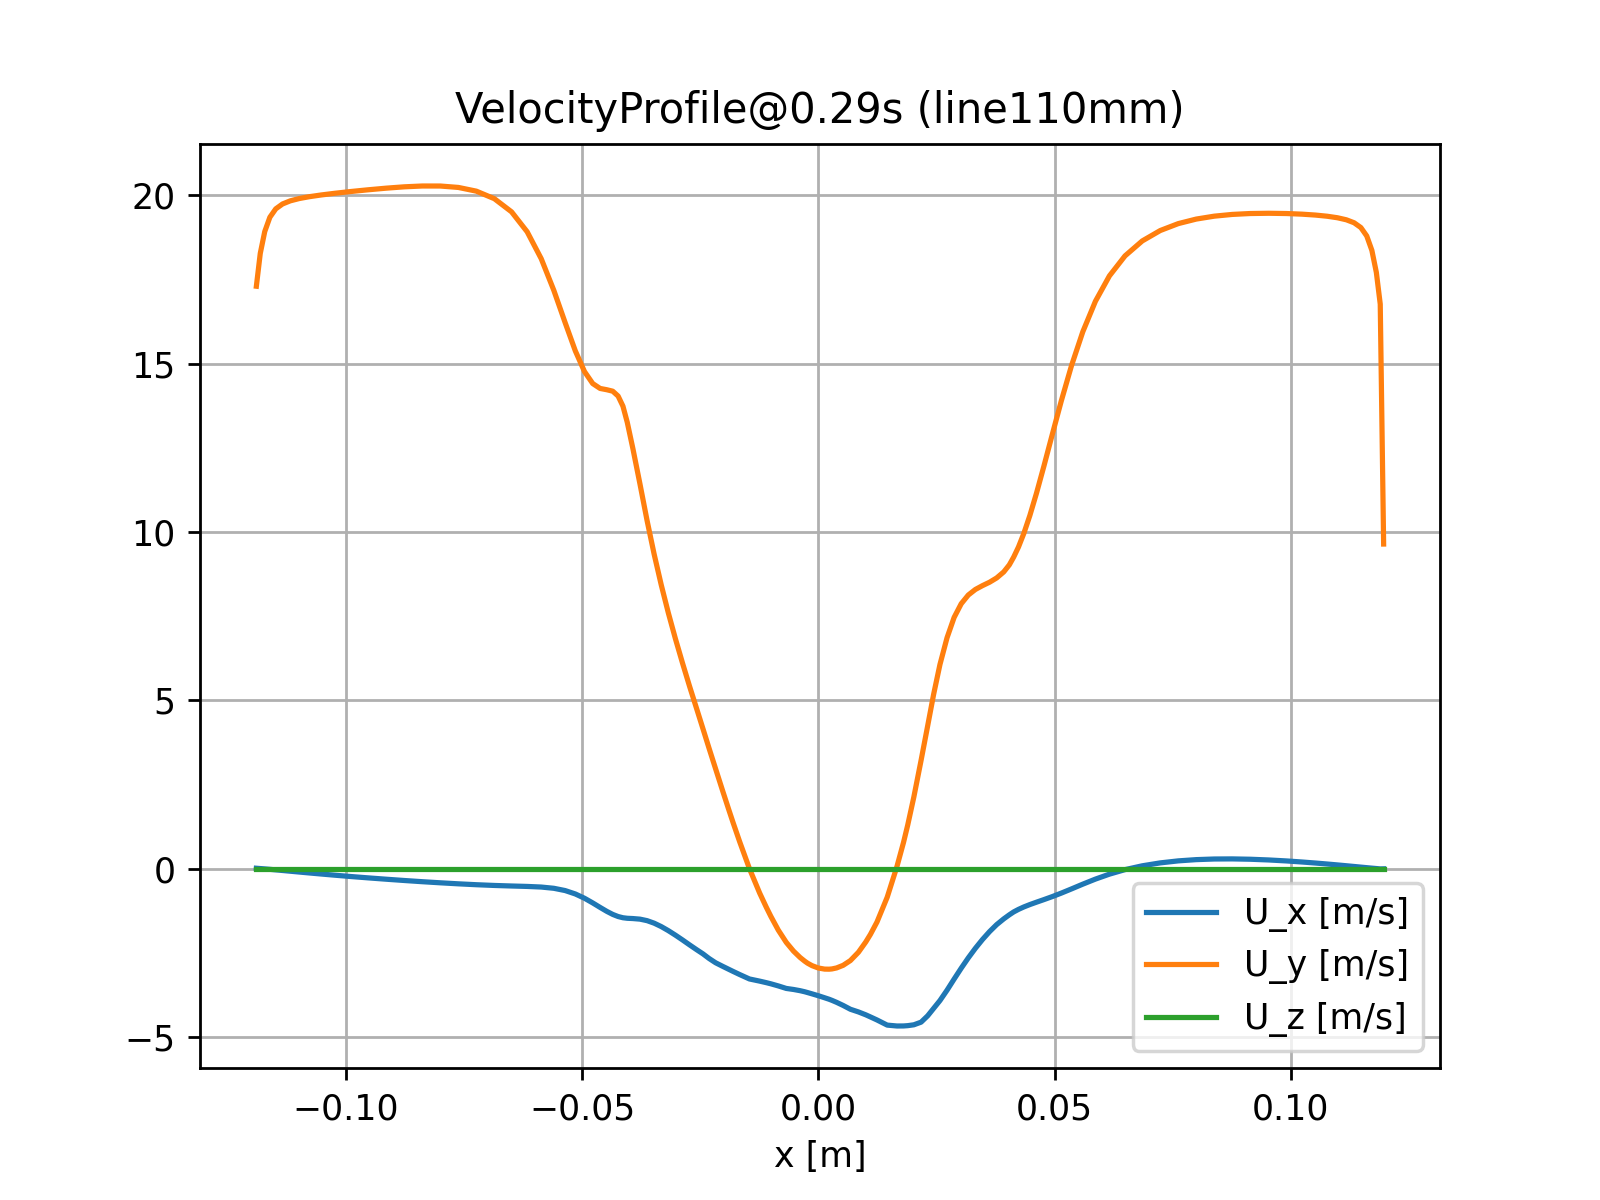 VelocityProfile@0.29s (line110mm)
20
15
10
5
0
−5
−0.10
−0.05
0.00
0.05
0.10
x [m]
U_x [m/s]
U_y [m/s]
U_z [m/s]